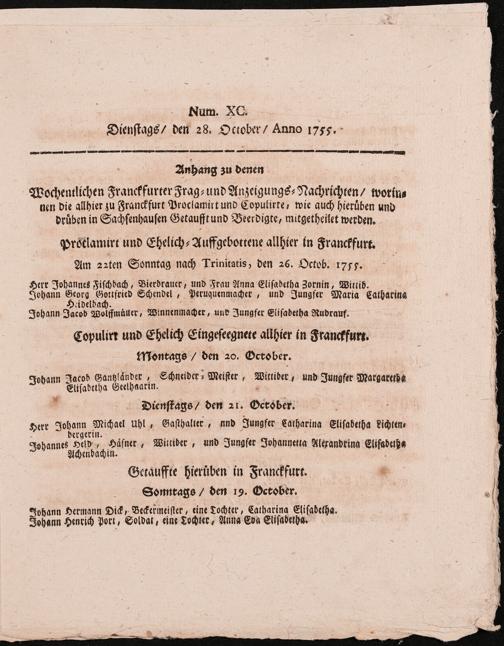 Num. XC.
Dienstags/ den 28. October/ Anno 1755.
Anhang zu denen
Wochentlichen Franckfurter Frag- und Anzeigungs-Nachrichten/ worin-
nen die allhier zu Franckfurt Proclamirt und Copulirte, wie auch hierüben und
drüben in Sachsenhausen Getaufft und Beerdigte, mitgetheilet werden.
Proclamirt und Ehelich-Auffgebottene allhier in Franckfurt.
Am 22ten Sonntag nach Trinitatis, den 26. Octob. 1755.
Herr Johannes Fischbach, Bierbrauer, und Frau Anna Elisabetha Zornin, Wittib.
Johann Georg Gottfried Schendel, Peruquenmacher, und Jungfer Maria Catharina
Heidelbach.
Johann Jacob Wolffmüller, Winnenmacher, und Jungfer Elisabetha Rudrauf.
Copulirt und Ehelich Eingeseegnete allhier in Franckfurt.
Montags / den 20. October.
Johann Jacob Gantzländer, Schneider-Meister, Wittiber, und Jungfer Margaretha
Elisabetha Geelhaarin.
Dienstags/ den 21. October.
Herr Johann Michael Uhl, Gasthalter, und Jungfer Catharina Elisabetha Lichten-
bergerin.
Johannes Held, Häfner, Wittiber, und Jungfer Johannetta Alexandrina Elisabetha
Achenbachin.
Getauffte hierüben in Franckfurt.
Sonntags / den 19. October.
Johann Hermann Dick, Beckermeister, eine Tochter, Catharina Elisabetha.
Johann Henrich Port, Soldat, eine Tochter, Anna Eva Elisabetha.